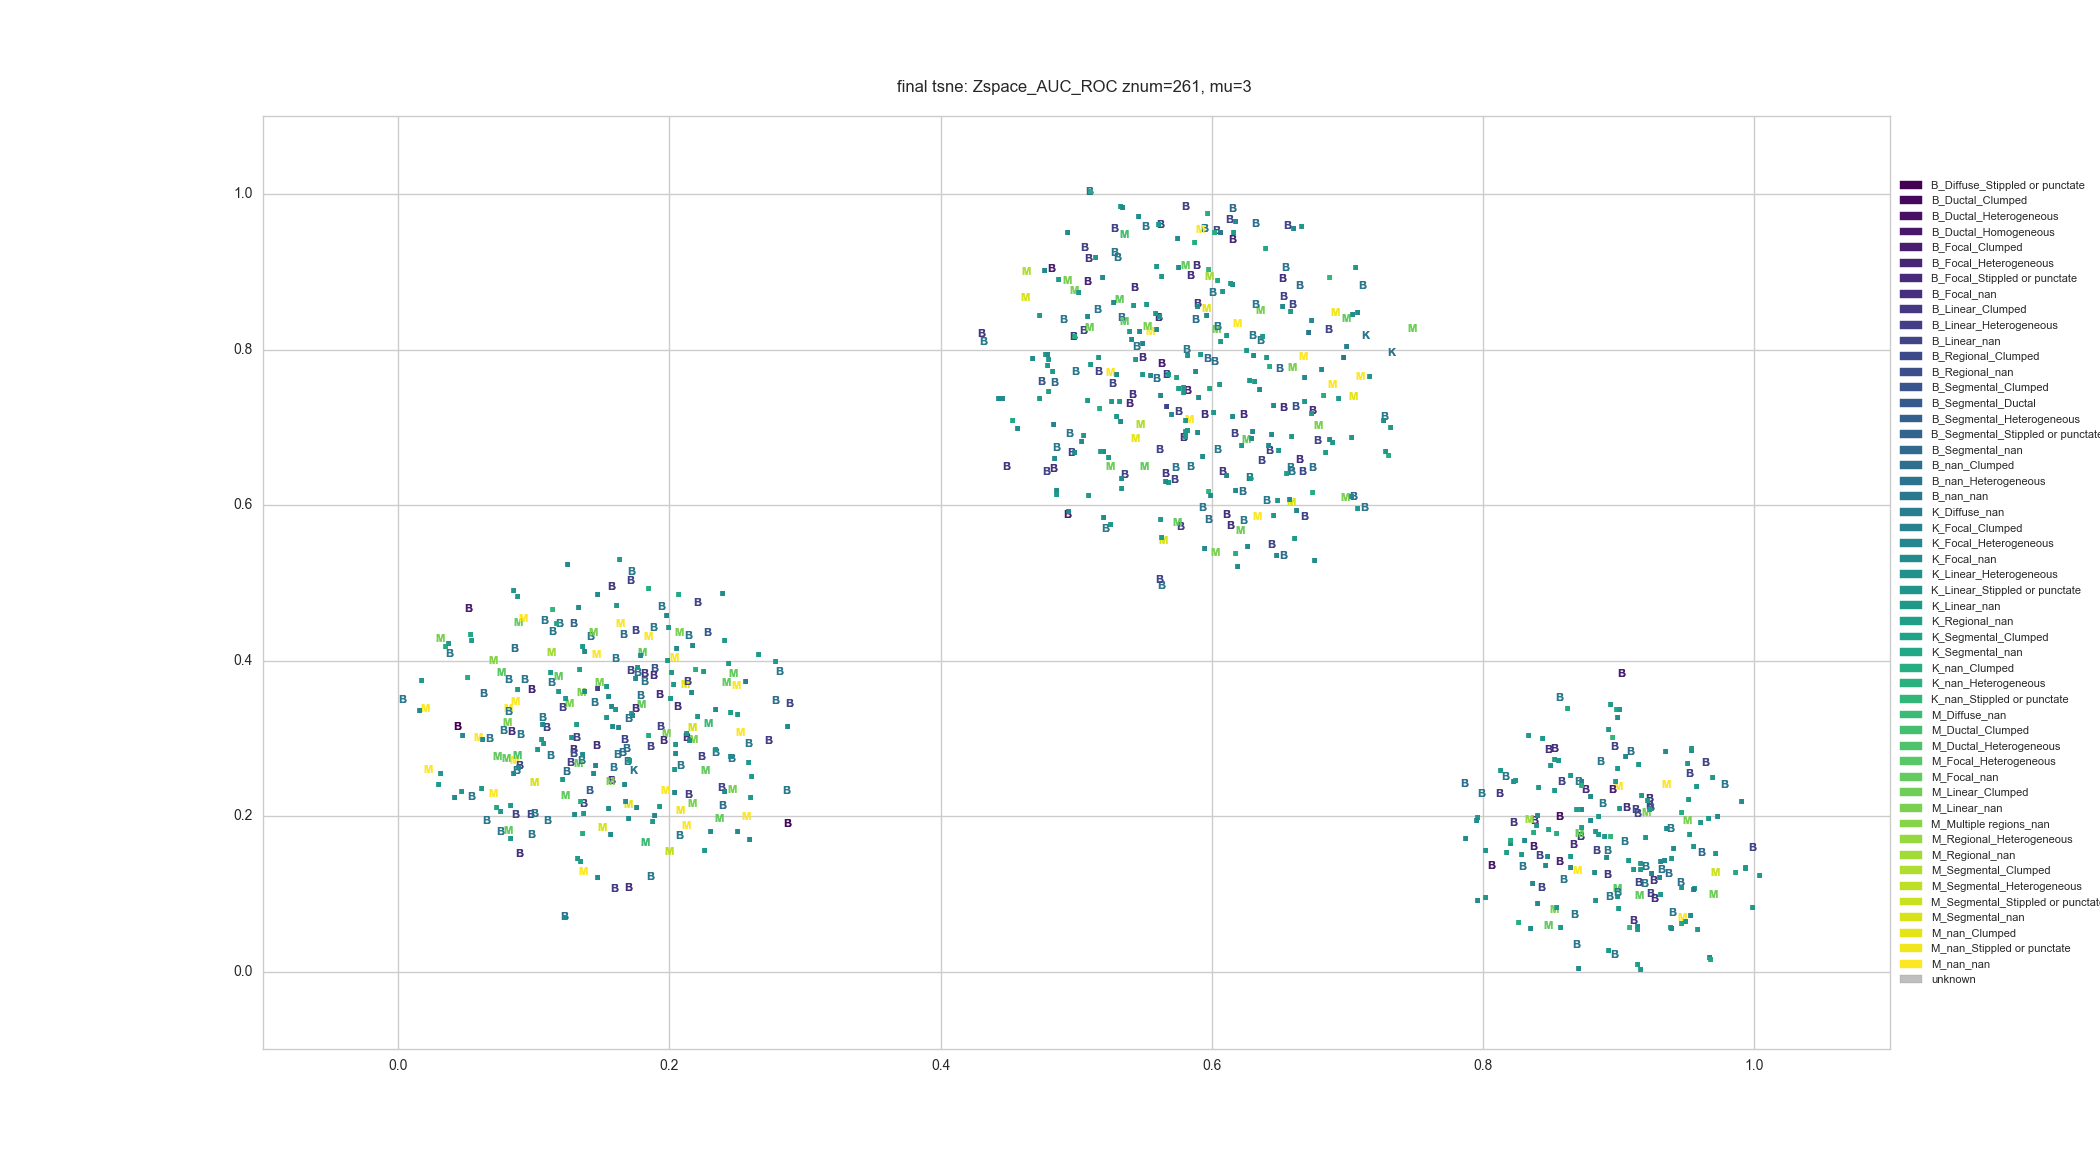 final tsne: Zspace_AUC_ROC znum=261, mu=3
1.0
0.8
0.6
0.4
0.2
0.0
0.0 0.2 0.4 0.6 0.8 1.0
B_Diffuse_Stippled or punctate
B_Ductal_Clumped
B_Ductal_Heterogeneous
B_Ductal_Homogeneous
B_Focal_Clumped
B_Focal_Heterogeneous
B_Focal_Stippled or punctate
B_Focal_nan
B_Linear_Clumped
B_Linear_Heterogeneous
B_Linear_nan
B_Regional_Clumped
B_Regional_nan
B_Segmental_Clumped
B_Segmental_Ductal
B_Segmental_Heterogeneous
B_Segmental_Stippled or punctate
B_Segmental_nan
B_nan_Clumped
B_nan_Heterogeneous
B_nan_nan
K_Diffuse_nan
K_Focal_Clumped
K_Focal_Heterogeneous
K_Focal_nan
K_Linear_Heterogeneous
K_Linear_Stippled or punctate
K_Linear_nan
K_Regional_nan
K_Segmental_Clumped
K_Segmental_nan
K_nan_Clumped
K_nan_Heterogeneous
K_nan_Stippled or punctate
M_Diffuse_nan
M_Ductal_Clumped
M_Ductal_Heterogeneous
M_Focal_Heterogeneous
M_Focal_nan
M_Linear_Clumped
M_Linear_nan
M_Multiple regions_nan
M_Regional_Heterogeneous
M_Regional_nan
M_Segmental_Clumped
M_Segmental_Heterogeneous
M_Segmental_Stippled or punctate
M_Segmental_nan
M_nan_Clumped
M_nan_Stippled or punctate
M_nan_nan
unknown